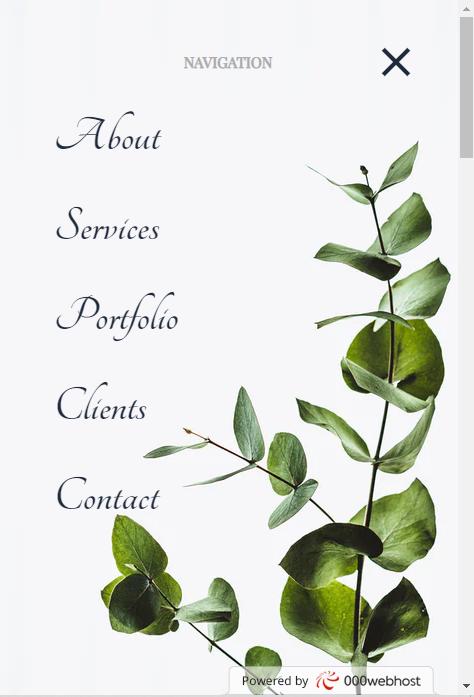 NAVIGATION
About
Services
Portfolio
Clients
Contact
Powered by 000webhost